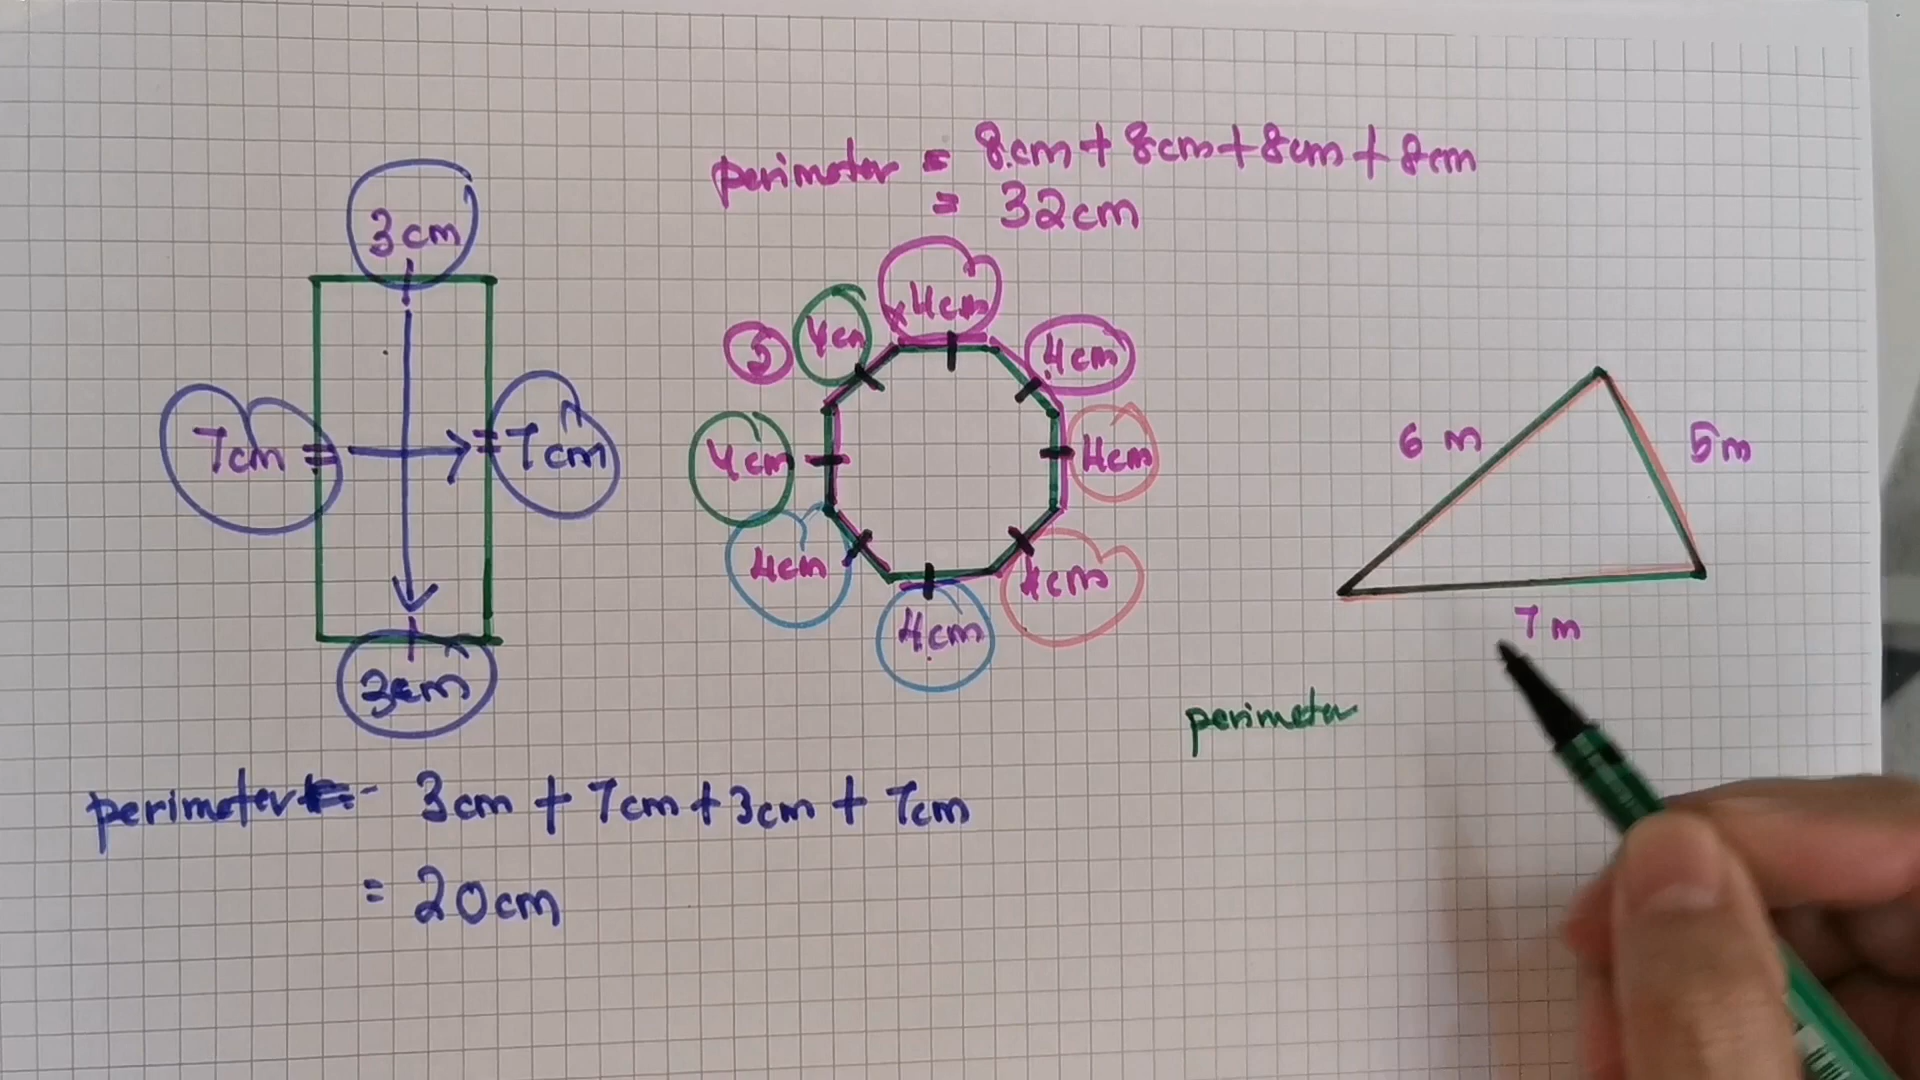 perimeter = 8cm + 8cm + 8cm + 8cm
= 32cm
3cm
7cm
7cm
3cm
perimeter = 3cm + 7cm + 3cm + 7cm
= 20cm
4cm
4cm
4cm
4cm
4cm
4cm
4cm
4cm
6 m
5m
7 m
perimeter